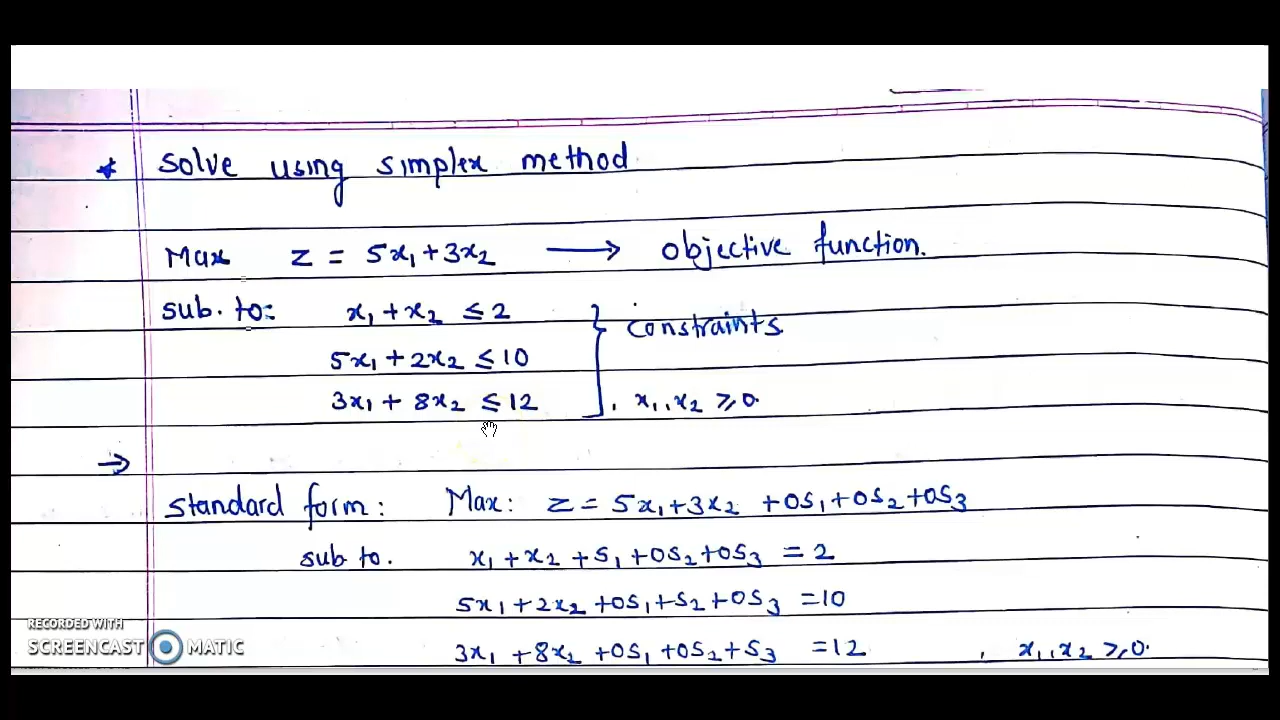 * Solve using simplex method
Max z = 5x₁ + 3x₂ ⟶ objective function.
sub. to: x₁ + x₂ ≤ 2
constraints
5x₁ + 2x₂ ≤ 10
3x₁ + 8x₂ ≤ 12 , x₁, x₂ ≥ 0.
→
standard form: Max: z = 5x₁ + 3x₂ + 0s₁ + 0s₂ + 0s₃
sub to. x₁ + x₂ + s₁ + 0s₂ + 0s₃ = 2
5x₁ + 2x₂ + 0s₁ + s₂ + 0s₃ = 10
3x₁ + 8x₂ + 0s₁ + 0s₂ + s₃ = 12 , x₁, x₂ ≥ 0.
RECORDED WITH
SCREENCAST MATIC